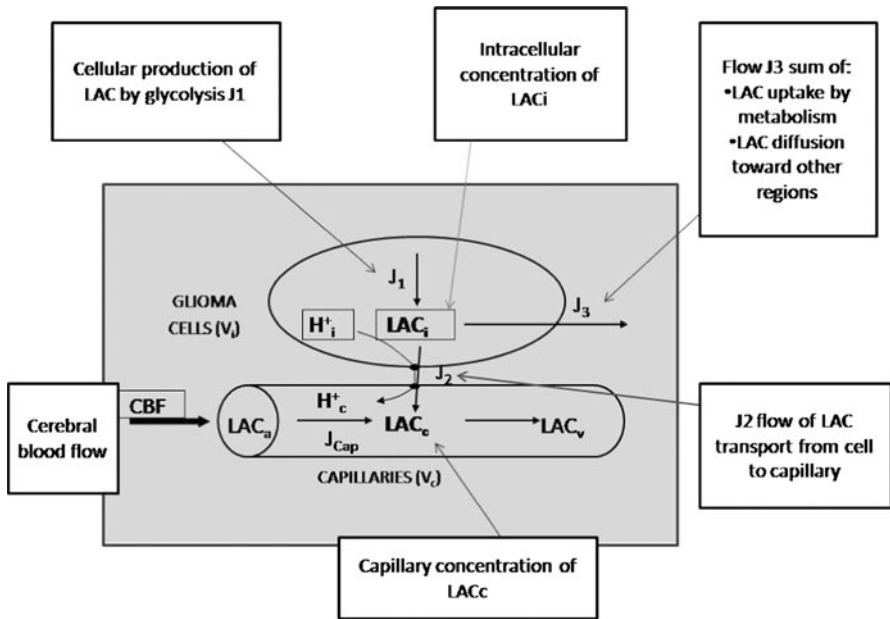 Cellular production of
LAC by glycolysis J1
Intracellular
concentration of
LACi
Flow J3 sum of:
•LAC uptake by
metabolism
•LAC diffusion
toward other
regions
J₁
GLIOMA
CELLS (Vᵢ)
H⁺ᵢ
LACᵢ
J₃
J₂
Cerebral
blood flow
CBF
LACₐ
H⁺c
J_Cap
LACc
LACᵥ
CAPILLARIES (Vc)
J2 flow of LAC
transport from cell
to capillary
Capillary concentration of
LACc